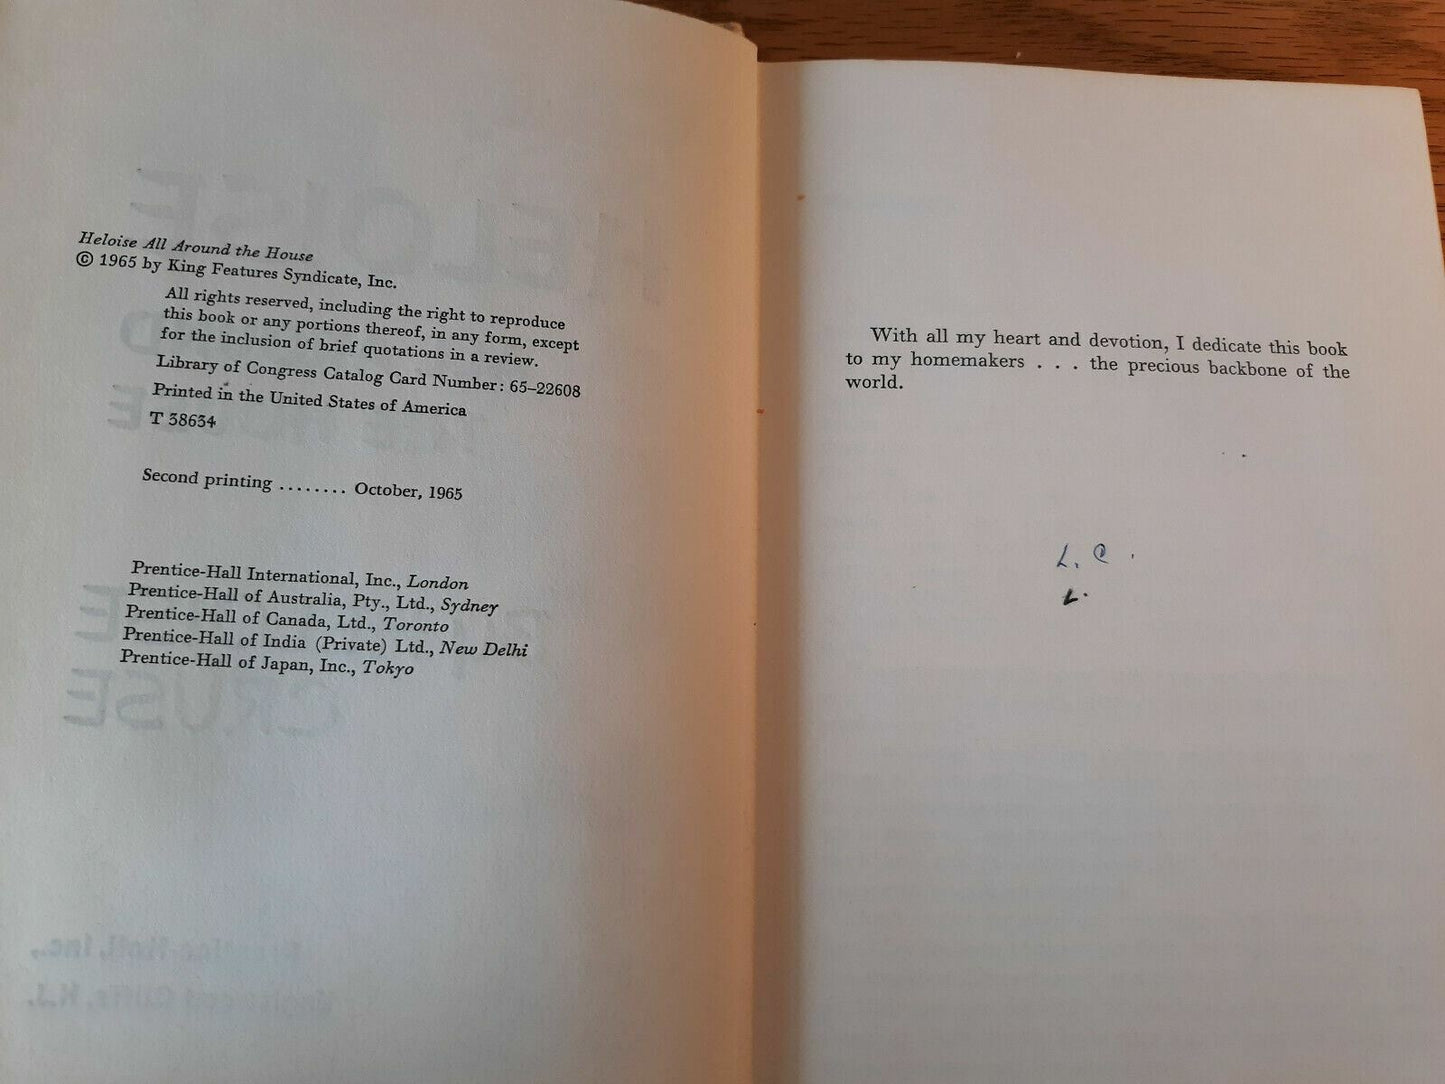 Heloise All Around the House
© 1965 by King Features Syndicate, Inc.
All rights reserved, including the right to reproduce
this book or any portions thereof, in any form, except
for the inclusion of brief quotations in a review.
Library of Congress Catalog Card Number: 65–22608
Printed in the United States of America
T 38634
Second printing ........ October, 1965
Prentice-Hall International, Inc., London
Prentice-Hall of Australia, Pty., Ltd., Sydney
Prentice-Hall of Canada, Ltd., Toronto
Prentice-Hall of India (Private) Ltd., New Delhi
Prentice-Hall of Japan, Inc., Tokyo
With all my heart and devotion, I dedicate this book
to my homemakers . . . the precious backbone of the
world.
L. C.
L.